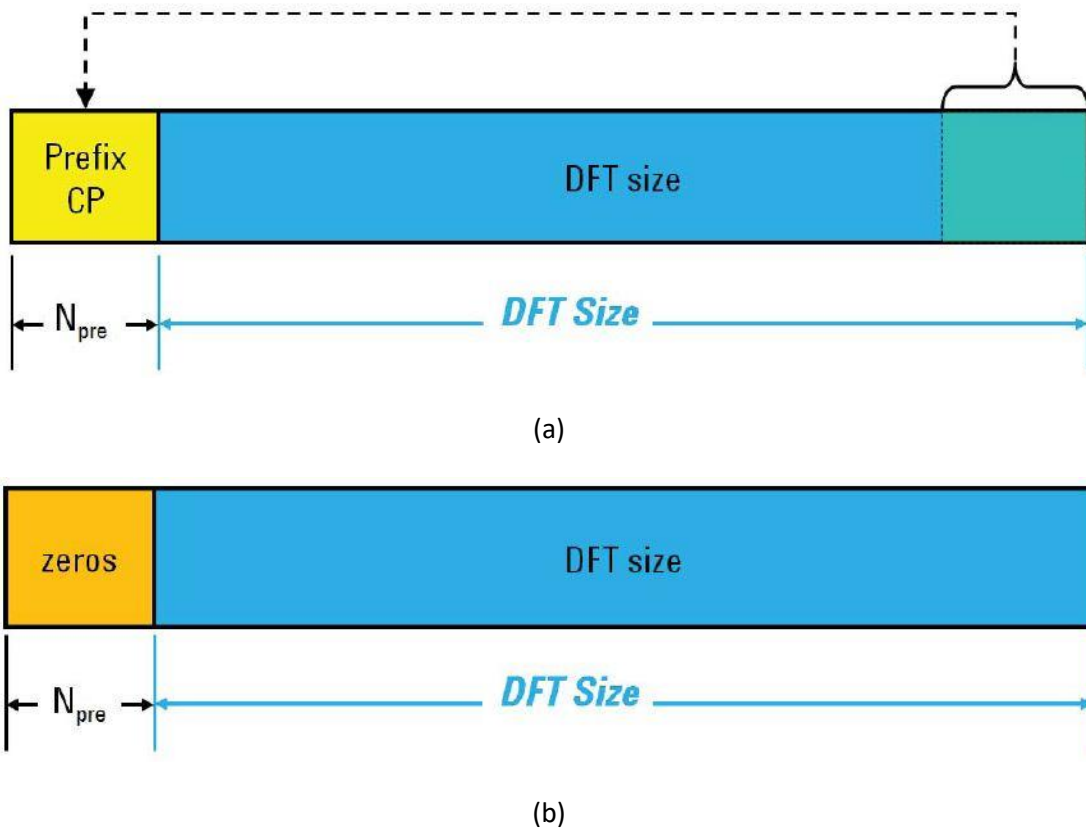 Prefix
CP
DFT size
N_pre
DFT Size
(a)
zeros
DFT size
N_pre
DFT Size
(b)